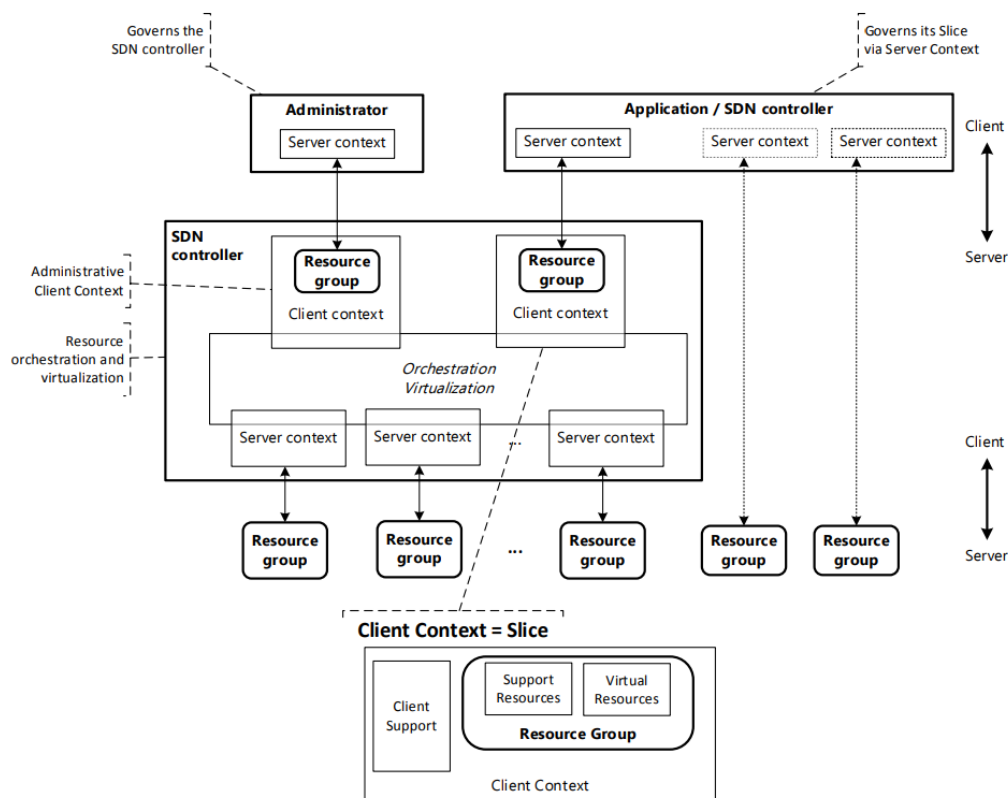 Governs the
SDN controller
Governs its Slice
via Server Context
Administrator
Server context
Application / SDN controller
Server context
Server context
Server context
Client
Server
SDN
controller
Resource
group
Client context
Resource
group
Client context
Administrative
Client Context
Resource
orchestration and
virtualization
Orchestration
Virtualization
Server context
Server context
...
Server context
Client
Server
Resource
group
Resource
group
...
Resource
group
Resource
group
Resource
group
Client Context = Slice
Client
Support
Support
Resources
Virtual
Resources
Resource Group
Client Context